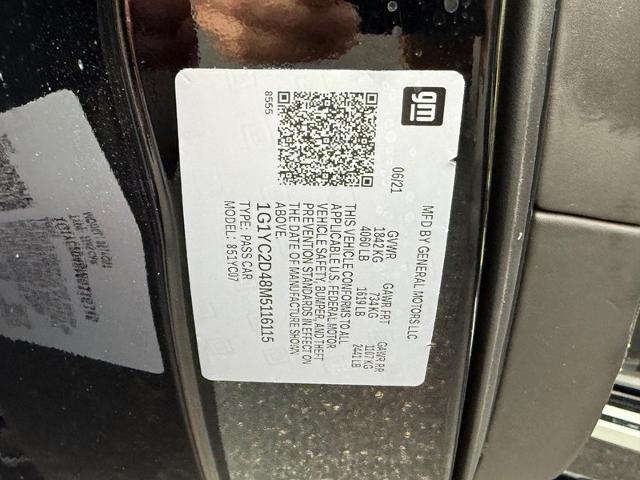 gm
MFD BY GENERAL MOTORS LLC
06/21
GVWR GAWR FRT GAWR RR
1842 KG 734 KG 1107 KG
4060 LB 1619 LB 2441 LB
THIS VEHICLE CONFORMS TO ALL
APPLICABLE U.S. FEDERAL MOTOR
VEHICLE SAFETY, BUMPER, AND THEFT
PREVENTION STANDARDS IN EFFECT ON
THE DATE OF MANUFACTURE SHOWN
ABOVE.
1G1YC2D48M5116115
TYPE: PASS CAR
MODEL: 851YC07
8555